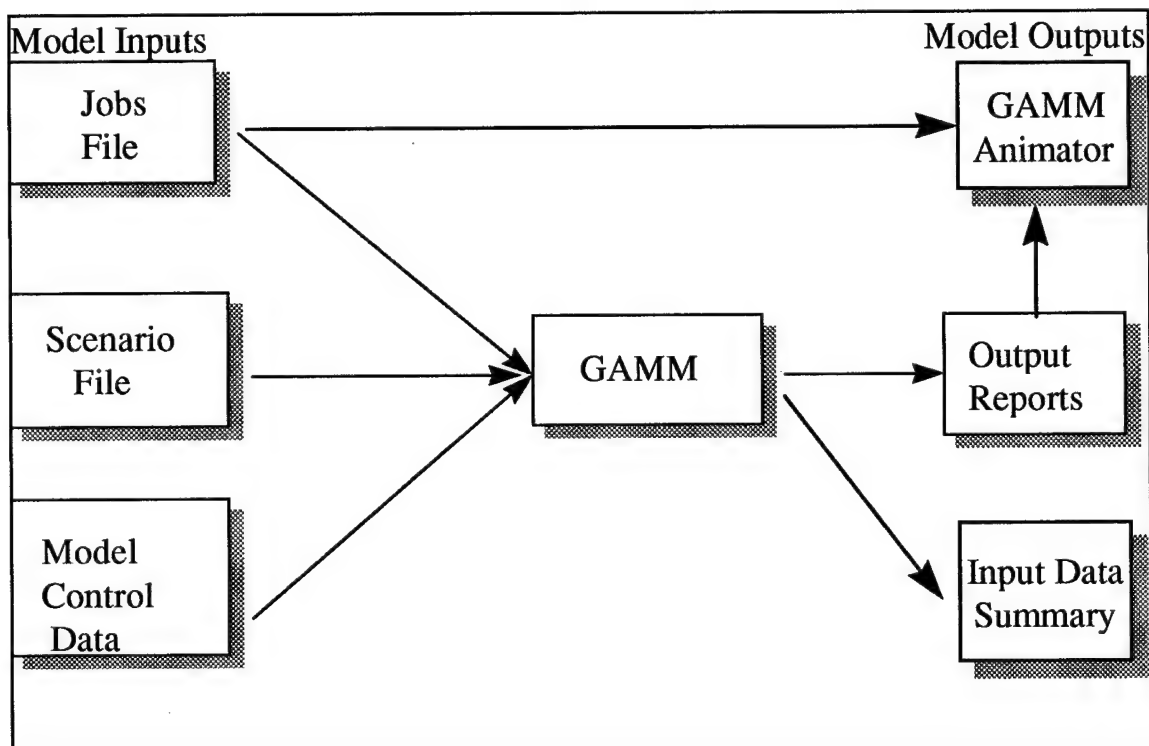 Model Inputs
Model Outputs
Jobs
File
GAMM
Animator
Scenario
File
GAMM
Output
Reports
Model
Control
Data
Input Data
Summary